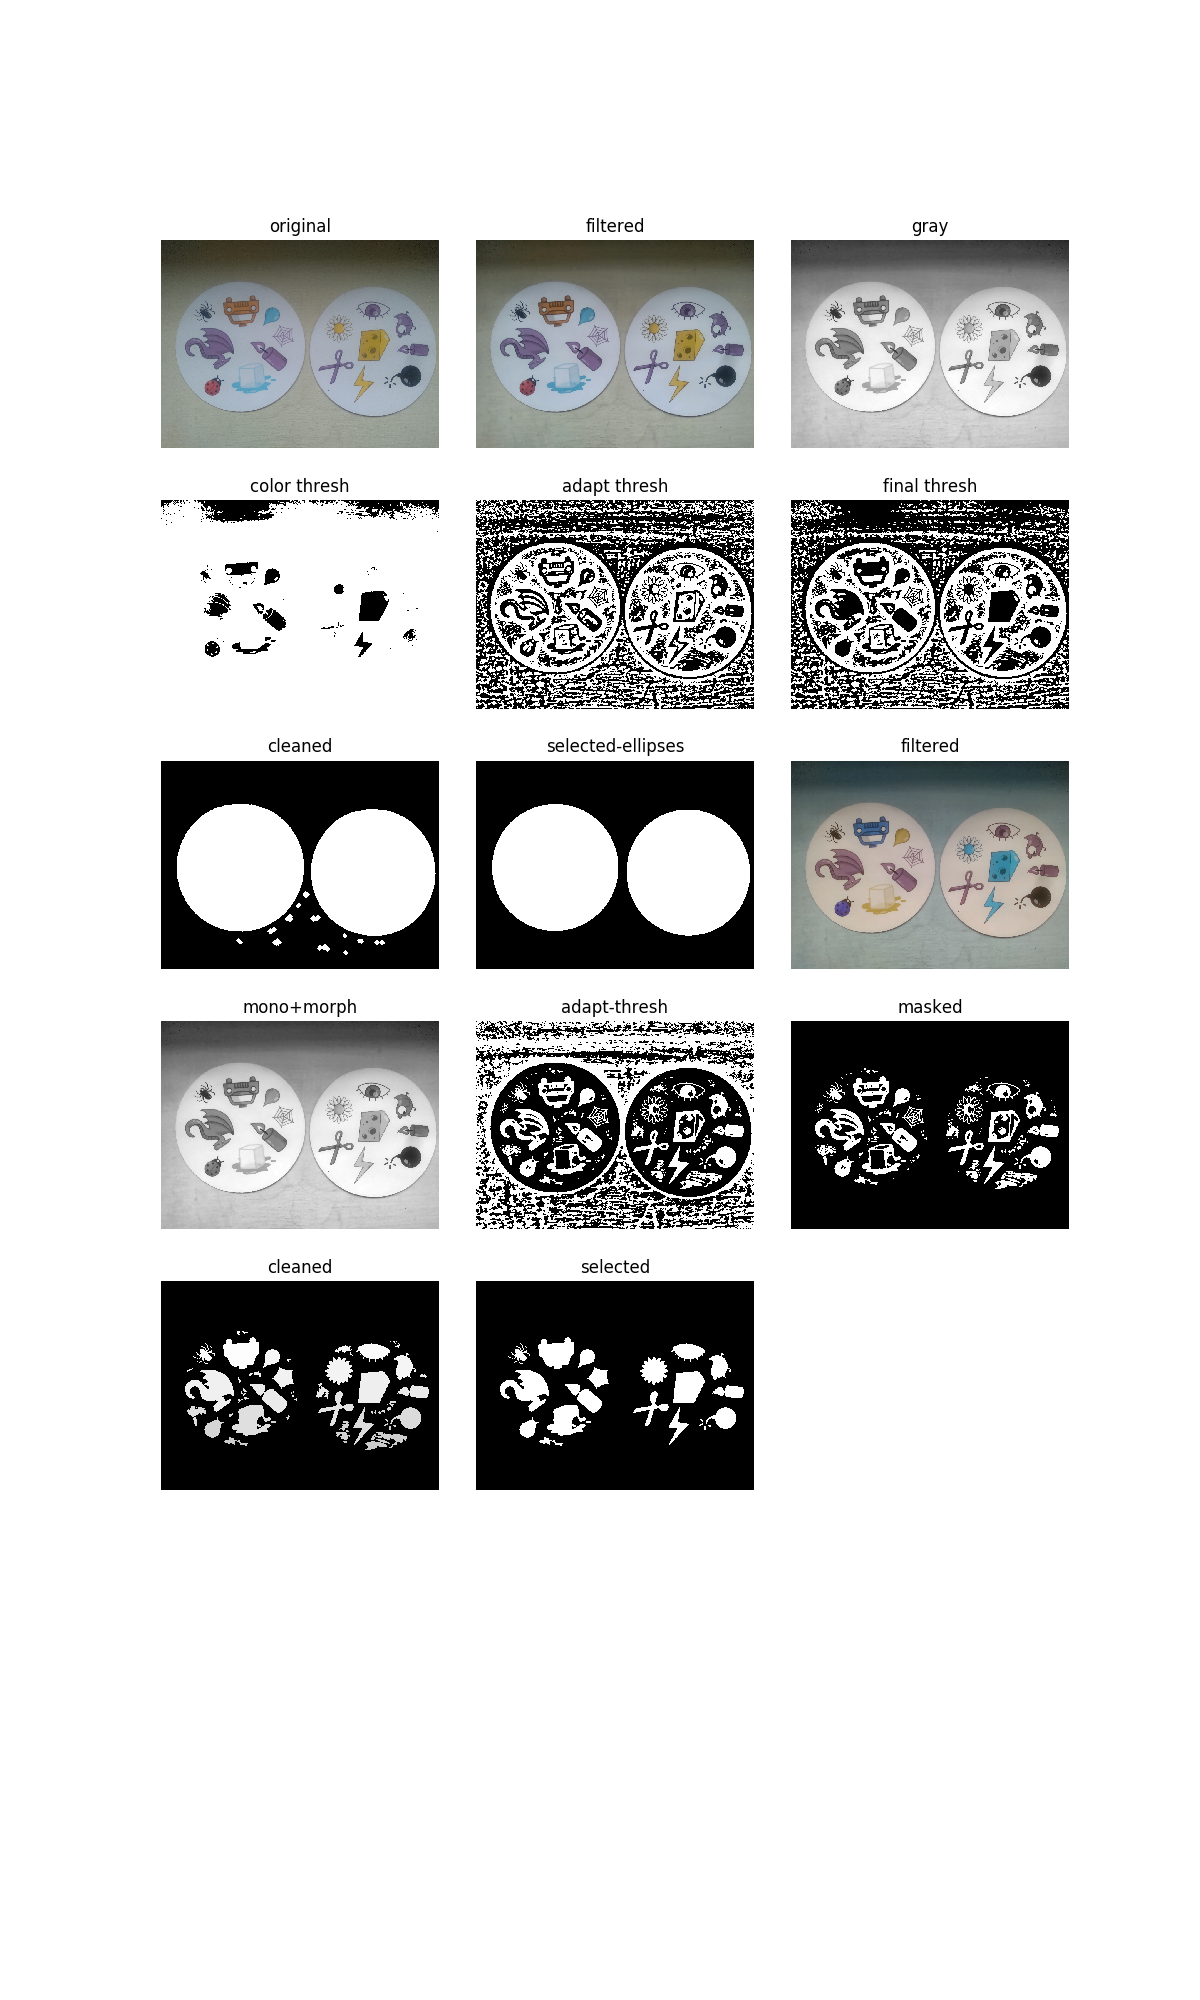 original
filtered
gray
color thresh
adapt thresh
final thresh
cleaned
selected-ellipses
filtered
mono+morph
adapt-thresh
masked
cleaned
selected